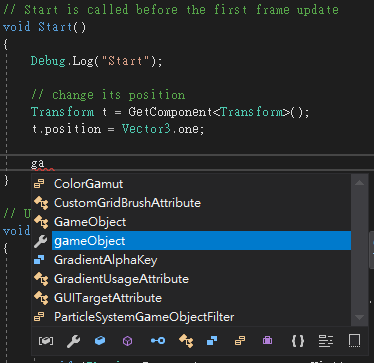 // Start is called before the first frame update
void Start()
{
Debug.Log("Start");
// change its position
Transform t = GetComponent<Transform>();
t.position = Vector3.one;
ga
}
ColorGamut
CustomGridBrushAttribute
GameObject
gameObject
GradientAlphaKey
GradientUsageAttribute
GUITargetAttribute
ParticleSystemGameObjectFilter
// U
void
{